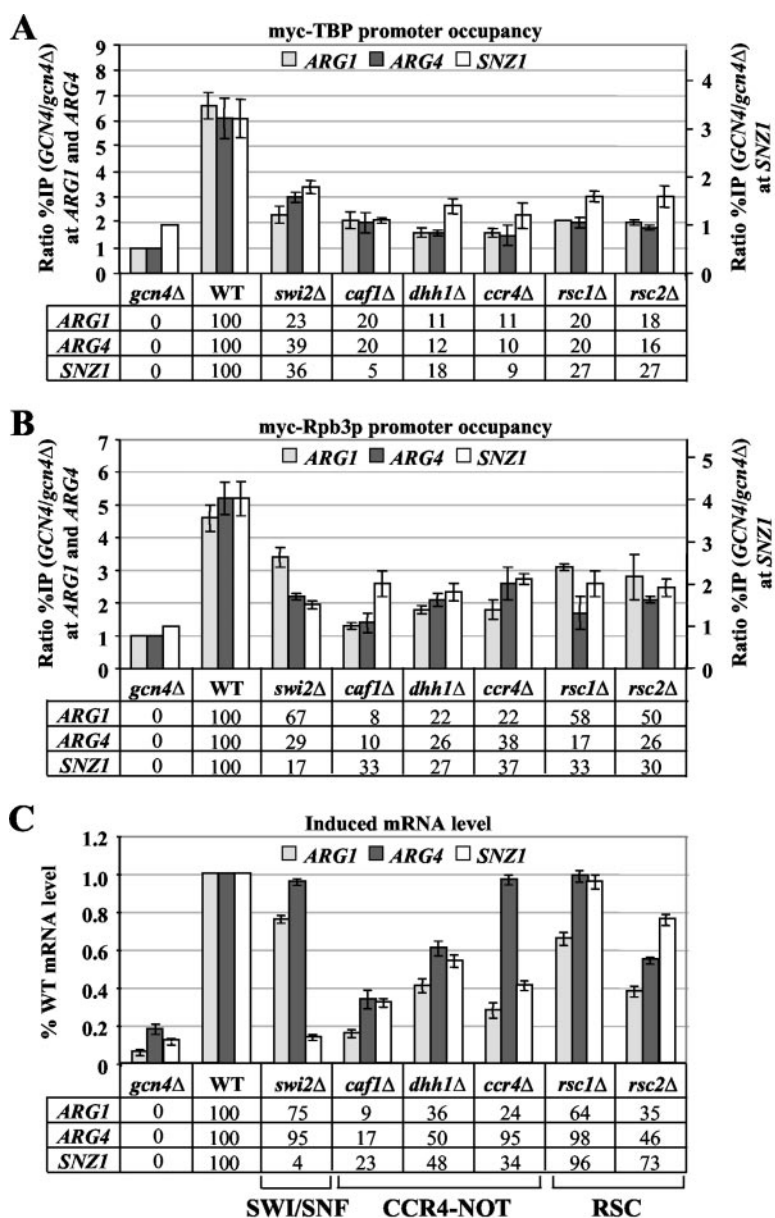 A
myc-TBP promoter occupancy
ARG1 ARG4 SNZ1
Ratio %IP (GCN4/gcn4Δ)
at ARG1 and ARG4
9
8
7
6
5
4
3
2
1
4
3
2
1
0
Ratio %IP (GCN4/gcn4Δ)
at SNZ1
gcn4Δ WT swi2Δ caf1Δ dhh1Δ ccr4Δ rsc1Δ rsc2Δ
ARG1 0 100 23 20 11 11 20 18
ARG4 0 100 39 20 12 10 20 16
SNZ1 0 100 36 5 18 9 27 27
B
myc-Rpb3p promoter occupancy
ARG1 ARG4 SNZ1
Ratio %IP (GCN4/gcn4Δ)
at ARG1 and ARG4
7
6
5
4
3
2
1
0
5
4
3
2
1
0
Ratio %IP (GCN4/gcn4Δ)
at SNZ1
gcn4Δ WT swi2Δ caf1Δ dhh1Δ ccr4Δ rsc1Δ rsc2Δ
ARG1 0 100 67 8 22 22 58 50
ARG4 0 100 29 10 26 38 17 26
SNZ1 0 100 17 33 27 37 33 30
C
Induced mRNA level
ARG1 ARG4 SNZ1
% WT mRNA level
1.2
1.0
0.8
0.6
0.4
0.2
0
gcn4Δ WT swi2Δ caf1Δ dhh1Δ ccr4Δ rsc1Δ rsc2Δ
ARG1 0 100 75 9 36 24 64 35
ARG4 0 100 95 17 50 95 98 46
SNZ1 0 100 4 23 48 34 96 73
SWI/SNF CCR4-NOT RSC